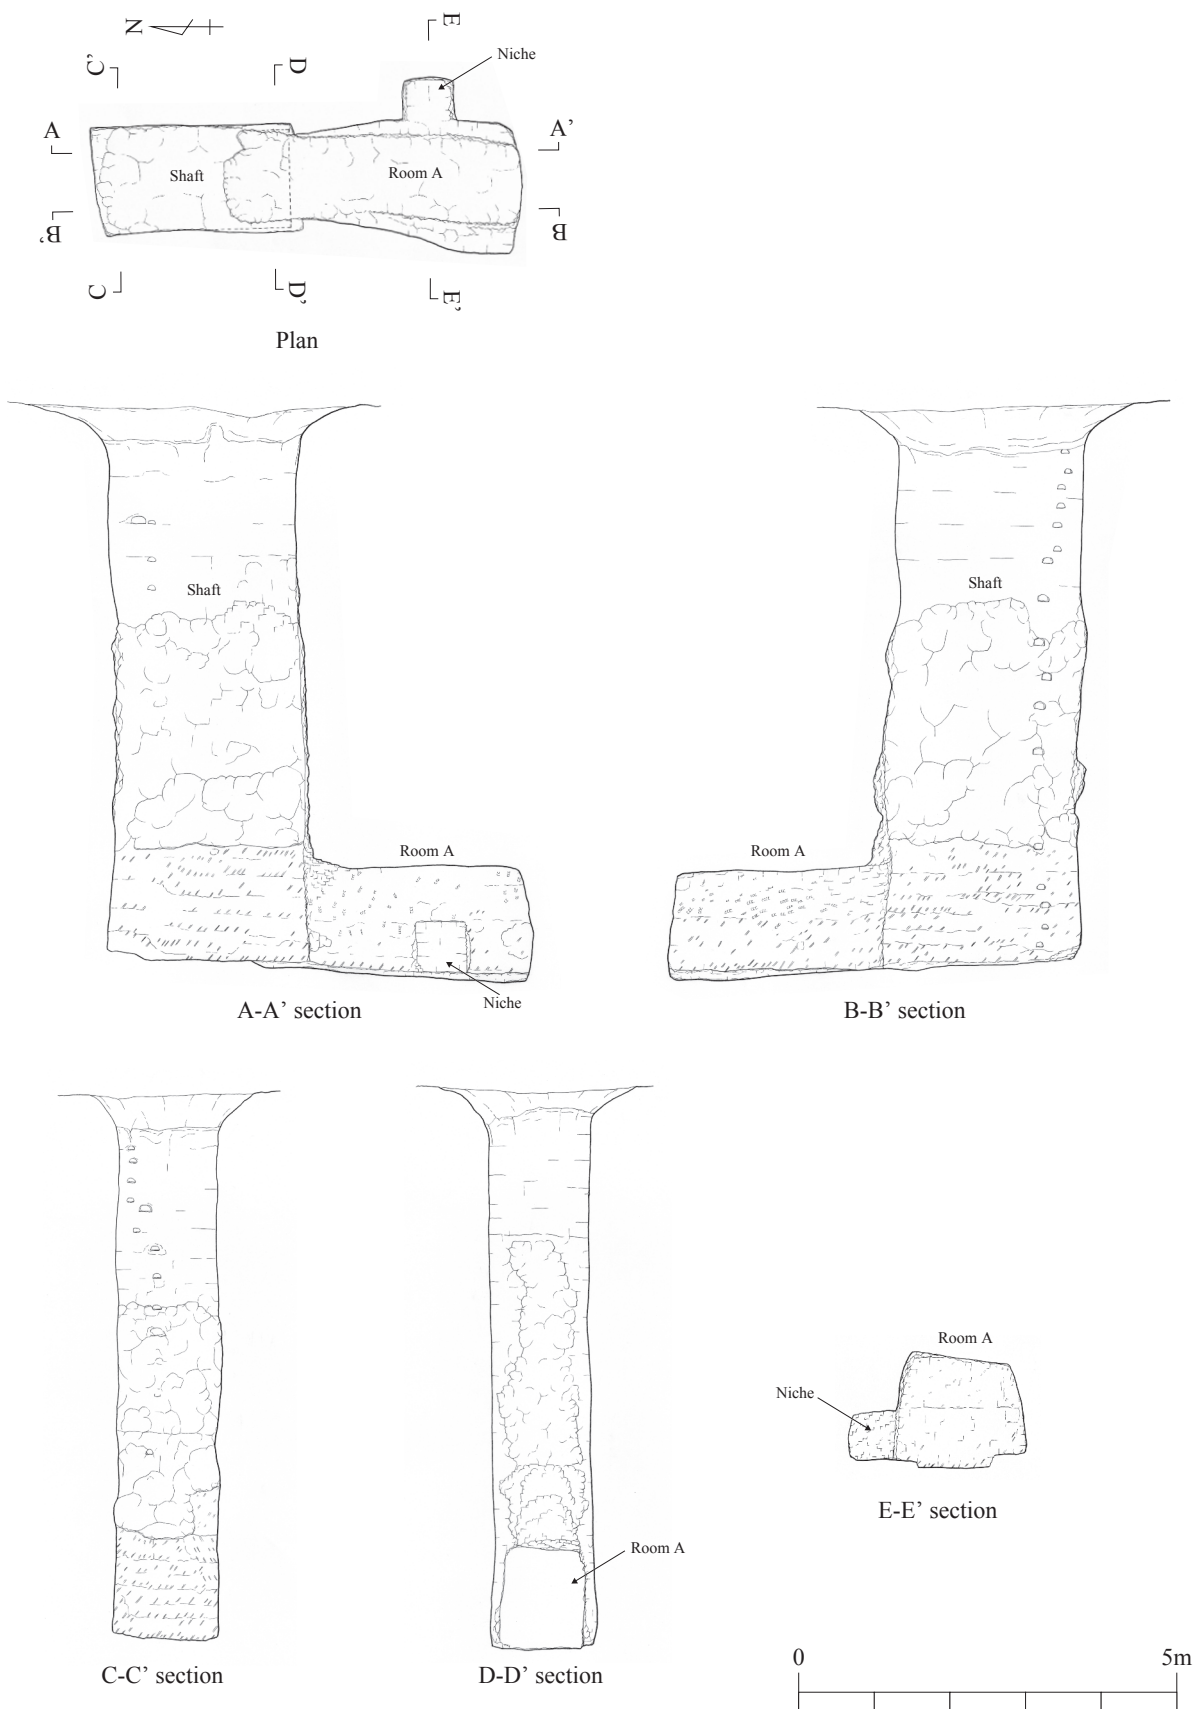 N
E
Niche
C’
D
A
A’
Shaft
Room A
B’
B
C
D’
E’
Plan
Shaft
Shaft
Room A
Room A
Niche
A-A’ section
B-B’ section
Room A
Niche
E-E’ section
Room A
C-C’ section
D-D’ section
0
5m